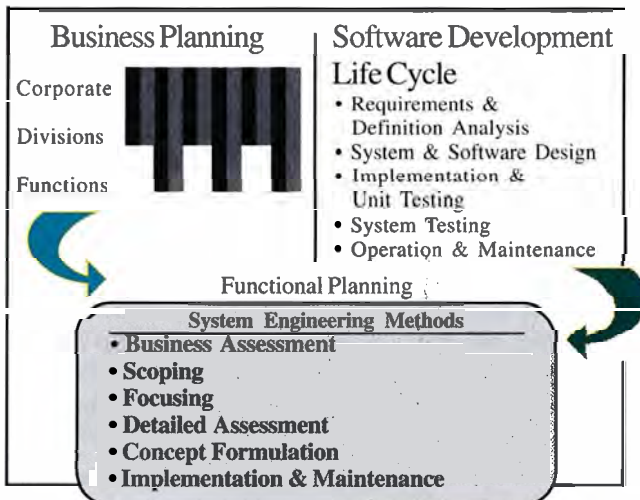 Business Planning
Corporate
Divisions
Functions
Software Development
Life Cycle
• Requirements &
Definition Analysis
• System & Software Design
• Implementation &
Unit Testing
• System Testing
• Operation & Maintenance
Functional Planning
System Engineering Methods
• Business Assessment
• Scoping
• Focusing
• Detailed Assessment
• Concept Formulation
• Implementation & Maintenance